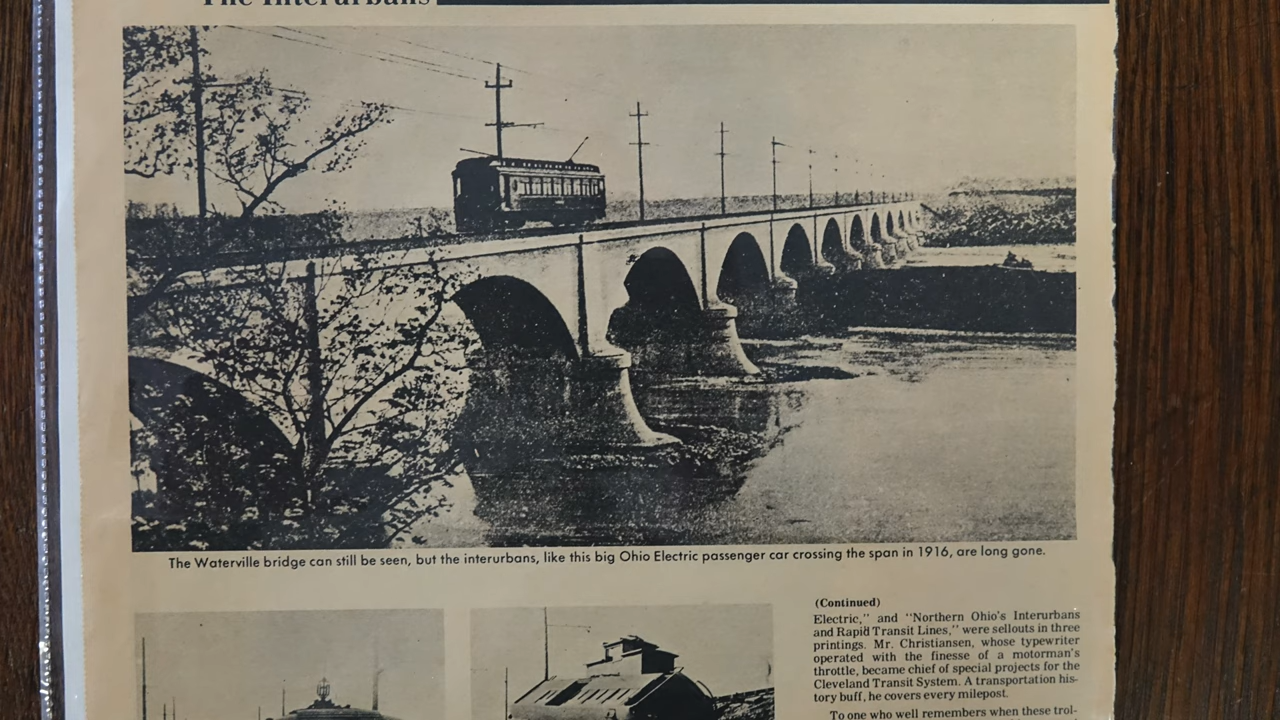 The Interurbans
The Waterville bridge can still be seen, but the interurbans, like this big Ohio Electric passenger car crossing the span in 1916, are long gone.
(Continued)
Electric,” and “Northern Ohio’s Interurbans
and Rapid Transit Lines,” were sellouts in three
printings. Mr. Christiansen, whose typewriter
operated with the finesse of a motorman’s
throttle, became chief of special projects for the
Cleveland Transit System. A transportation his-
tory buff, he covers every milepost.
To one who well remembers when these trol-